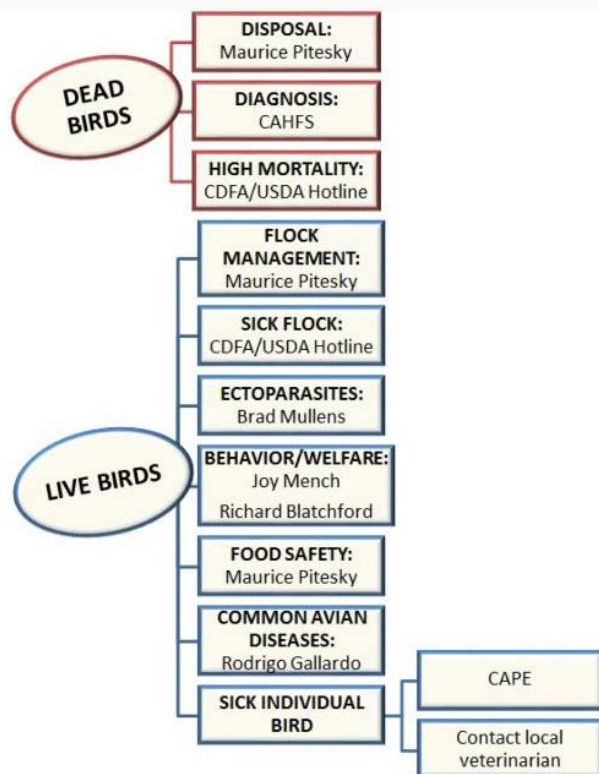 DEAD
BIRDS
DISPOSAL:
Maurice Pitesky
DIAGNOSIS:
CAHFS
HIGH MORTALITY:
CDFA/USDA Hotline
LIVE BIRDS
FLOCK
MANAGEMENT:
Maurice Pitesky
SICK FLOCK:
CDFA/USDA Hotline
ECTOPARASITES:
Brad Mullens
BEHAVIOR/WELFARE:
Joy Mench
Richard Blatchford
FOOD SAFETY:
Maurice Pitesky
COMMON AVIAN
DISEASES:
Rodrigo Gallardo
SICK INDIVIDUAL
BIRD
CAPE
Contact local
veterinarian